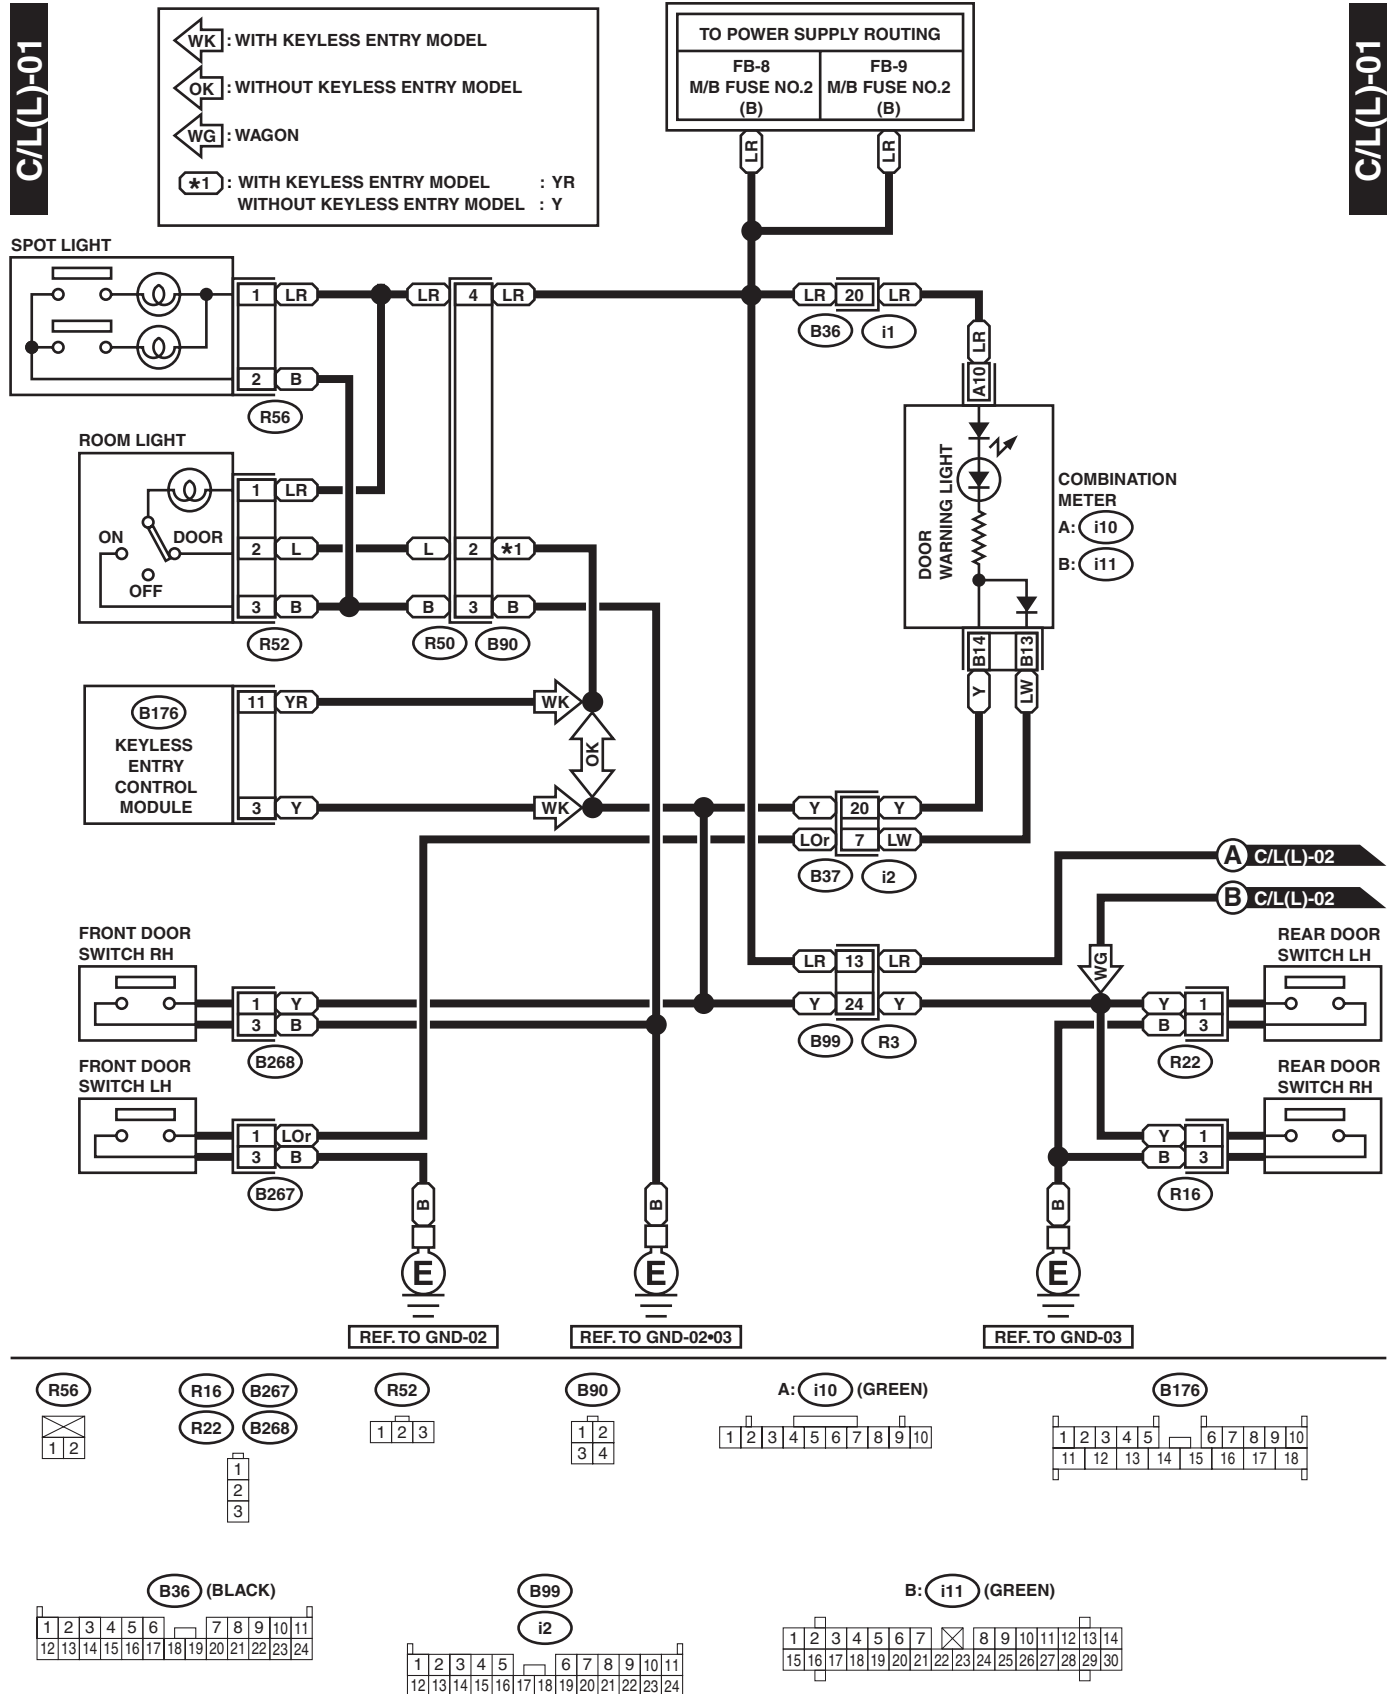 C/L(L)-01
C/L(L)-01
WK : WITH KEYLESS ENTRY MODEL
OK : WITHOUT KEYLESS ENTRY MODEL
WG : WAGON
*1 : WITH KEYLESS ENTRY MODEL : YR
WITHOUT KEYLESS ENTRY MODEL : Y
TO POWER SUPPLY ROUTING
FB-8 FB-9
M/B FUSE NO.2 M/B FUSE NO.2
(B) (B)
LR LR
SPOT LIGHT
1 LR LR 4 LR LR 20 LR
B36 i1
LR
A10
2 B
R56
ROOM LIGHT
1 LR
ON DOOR 2 L L 2 *1
OFF
3 B B 3 B
R52 R50 B90
DOOR
WARNING LIGHT
COMBINATION
METER
A: i10
B: i11
B14 B13
Y LW
B176
KEYLESS
ENTRY
CONTROL
MODULE
11 YR WK
OK
3 Y WK Y 20 Y
LOr 7 LW
B37 i2
A C/L(L)-02
B C/L(L)-02
WG
FRONT DOOR
SWITCH RH
1 Y
3 B
B268
LR 13 LR
Y 24 Y
B99 R3
REAR DOOR
SWITCH LH
Y 1
B 3
R22
FRONT DOOR
SWITCH LH
1 LOr
3 B
B267
REAR DOOR
SWITCH RH
Y 1
B 3
R16
B B B
E E E
REF. TO GND-02 REF. TO GND-02•03 REF. TO GND-03
R56
1 2
R16 B267
R22 B268
1
2
3
R52
1 2 3
B90
1 2
3 4
A: i10 (GREEN)
1 2 3 4 5 6 7 8 9 10
B176
1 2 3 4 5 6 7 8 9 10
11 12 13 14 15 16 17 18
B36 (BLACK)
1 2 3 4 5 6 7 8 9 10 11
12 13 14 15 16 17 18 19 20 21 22 23 24
B99
i2
1 2 3 4 5 6 7 8 9 10 11
12 13 14 15 16 17 18 19 20 21 22 23 24
B: i11 (GREEN)
1 2 3 4 5 6 7 8 9 10 11 12 13 14
15 16 17 18 19 20 21 22 23 24 25 26 27 28 29 30